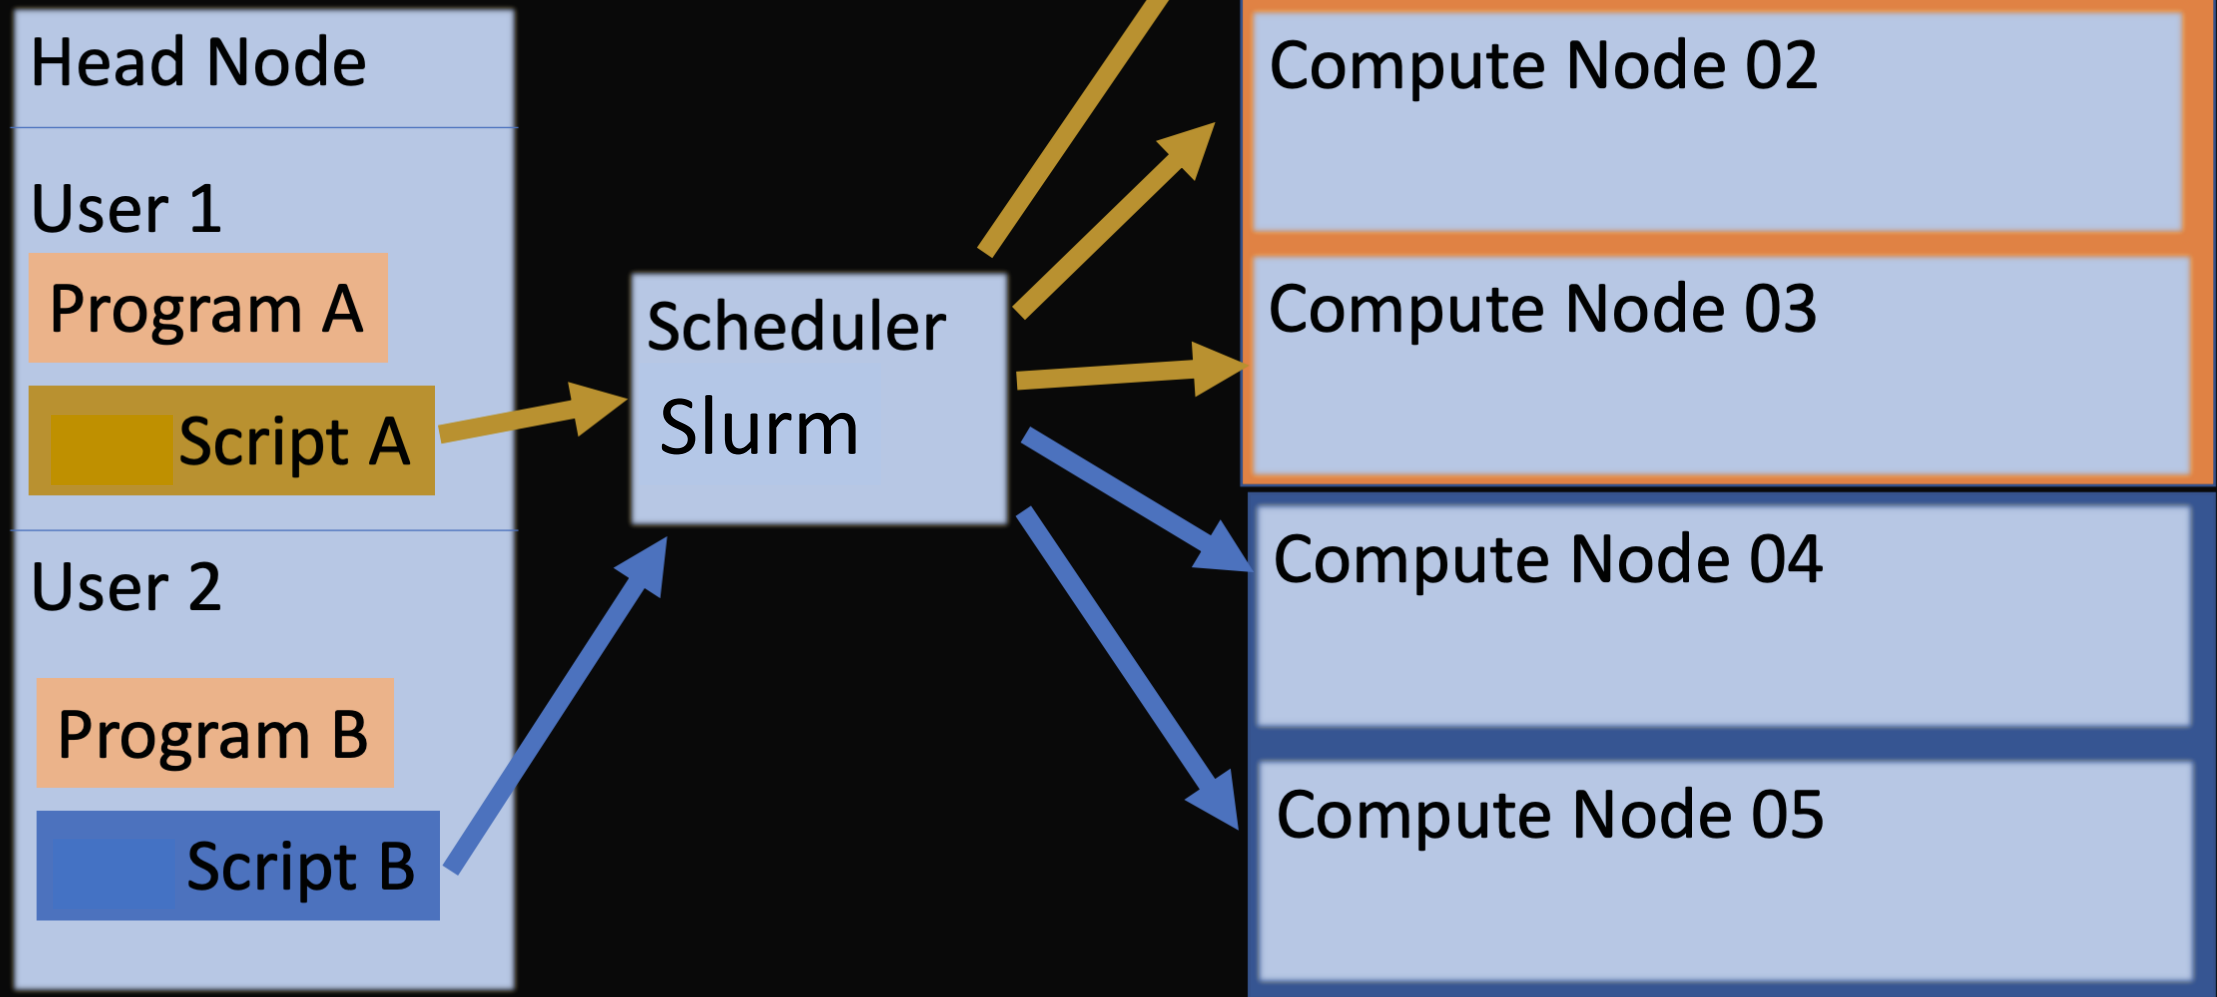 Head Node
User 1
Program A
Script A
User 2
Program B
Script B
Scheduler
Slurm
Compute Node 02
Compute Node 03
Compute Node 04
Compute Node 05